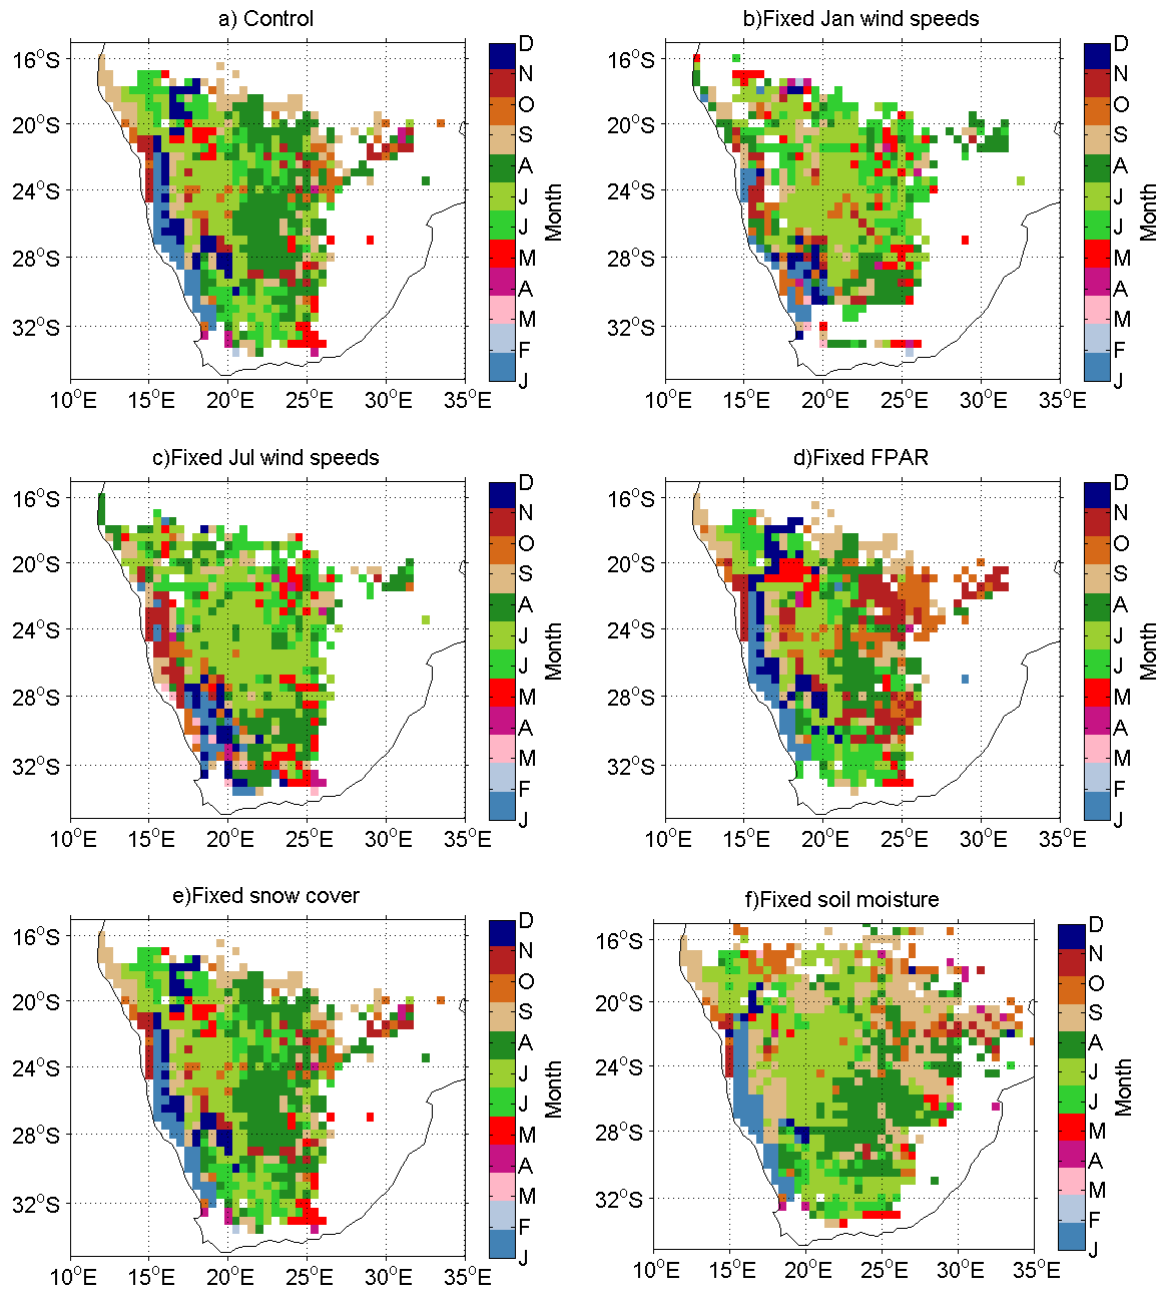 a) Control
16°S
20°S
24°S
28°S
32°S
10°E 15°E 20°E 25°E 30°E 35°E
D
N
O
S
A
J
J
M
A
M
F
J
Month
b)Fixed Jan wind speeds
16°S
20°S
24°S
28°S
32°S
10°E 15°E 20°E 25°E 30°E 35°E
D
N
O
S
A
J
J
M
A
M
F
J
Month
c)Fixed Jul wind speeds
16°S
20°S
24°S
28°S
32°S
10°E 15°E 20°E 25°E 30°E 35°E
D
N
O
S
A
J
J
M
A
M
F
J
Month
d)Fixed FPAR
16°S
20°S
24°S
28°S
32°S
10°E 15°E 20°E 25°E 30°E 35°E
D
N
O
S
A
J
J
M
A
M
F
J
Month
e)Fixed snow cover
16°S
20°S
24°S
28°S
32°S
10°E 15°E 20°E 25°E 30°E 35°E
D
N
O
S
A
J
J
M
A
M
F
J
Month
f)Fixed soil moisture
16°S
20°S
24°S
28°S
32°S
10°E 15°E 20°E 25°E 30°E 35°E
D
N
O
S
A
J
J
M
A
M
F
J
Month